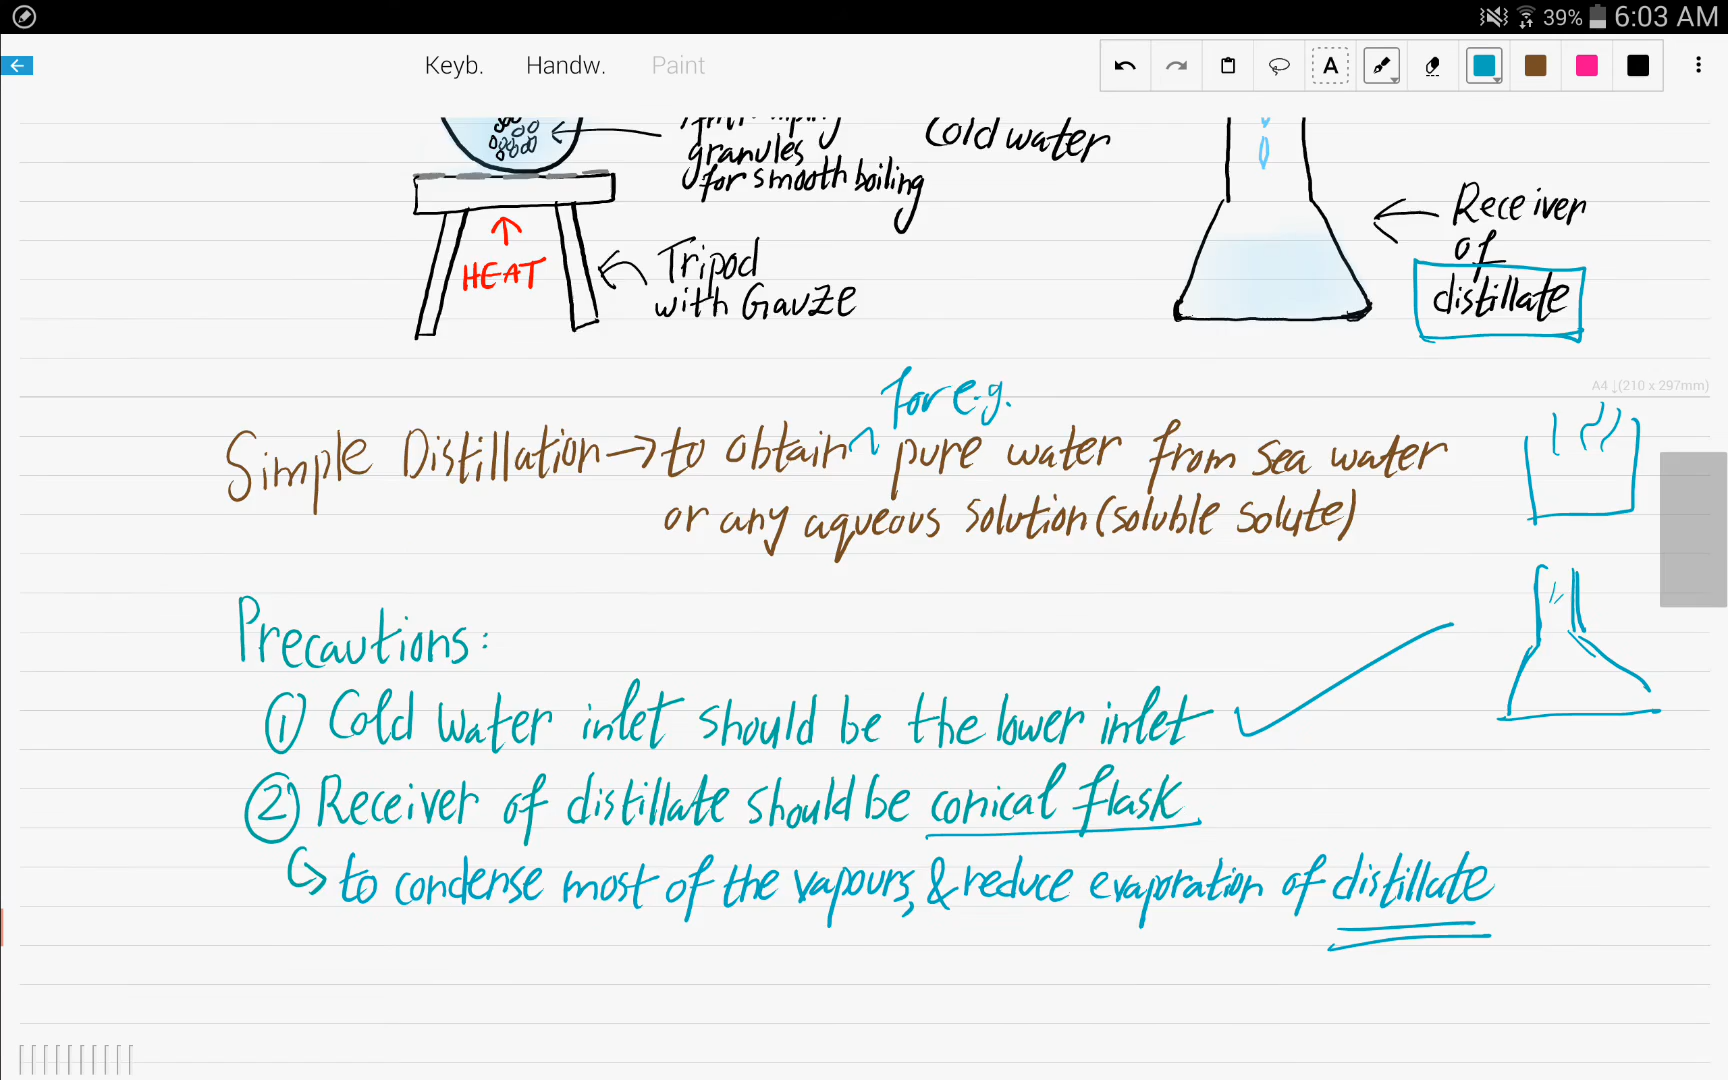 39% 6:03 AM
Keyb. Handw. Paint
A
granules
for smooth boiling
Cold water
HEAT
Tripod
with Gauze
Receiver
of
distillate
A4 ↓(210 x 297mm)
for e.g.
Simple Distillation → to obtain pure water from sea water
or any aqueous solution (soluble solute)
Precautions:
① Cold water inlet should be the lower inlet
② Receiver of distillate should be conical flask
↳ to condense most of the vapours, & reduce evaporation of distillate